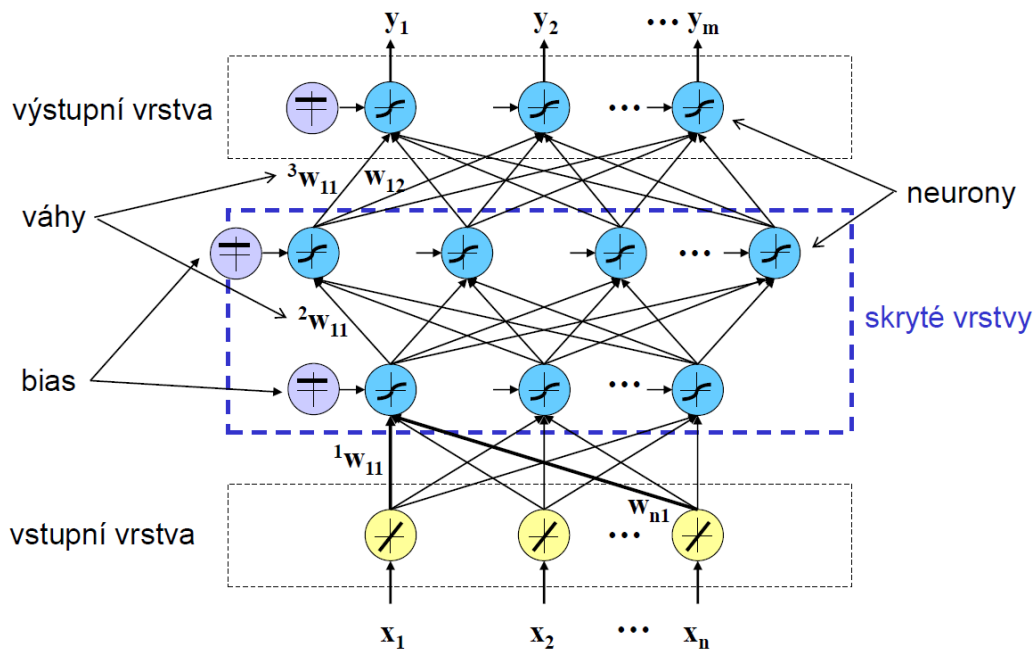 y₁ y₂ ••• yₘ
výstupní vrstva
³w₁₁ w₁₂
neurony
váhy
²w₁₁
skryté vrstvy
bias
¹w₁₁
wₙ₁
vstupní vrstva
x₁ x₂ ••• xₙ